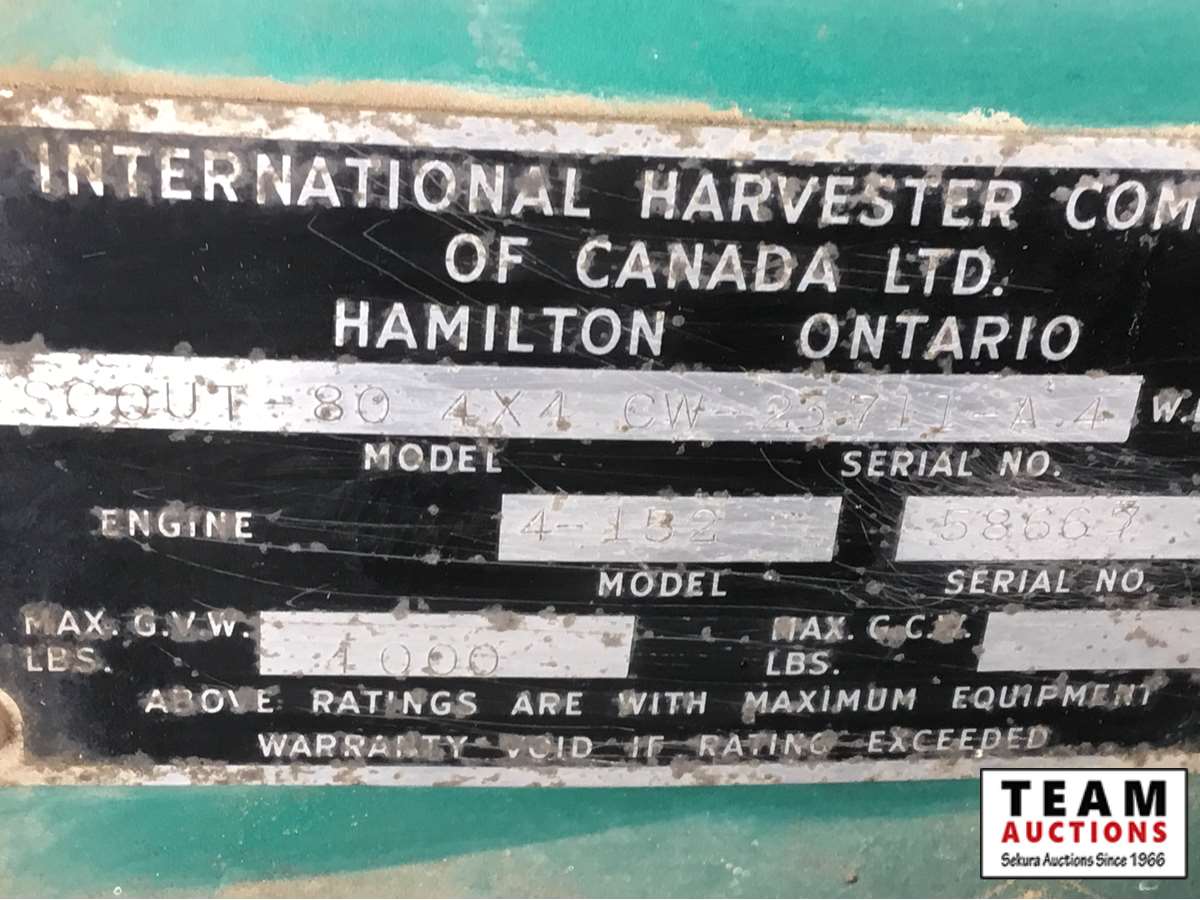 INTERNATIONAL HARVESTER COM
OF CANADA LTD.
HAMILTON ONTARIO
SCOUT-80 4X4 CW-23711-A.4 W.
MODEL SERIAL NO.
ENGINE 4-152 58667
MODEL SERIAL NO.
MAX. G.V.W. LBS. 4000 MAX. G.C.W. LBS.
ABOVE RATINGS ARE WITH MAXIMUM EQUIPMENT
WARRANTY VOID IF RATING EXCEEDED
TEAM
AUCTIONS
Sekura Auctions Since 1966